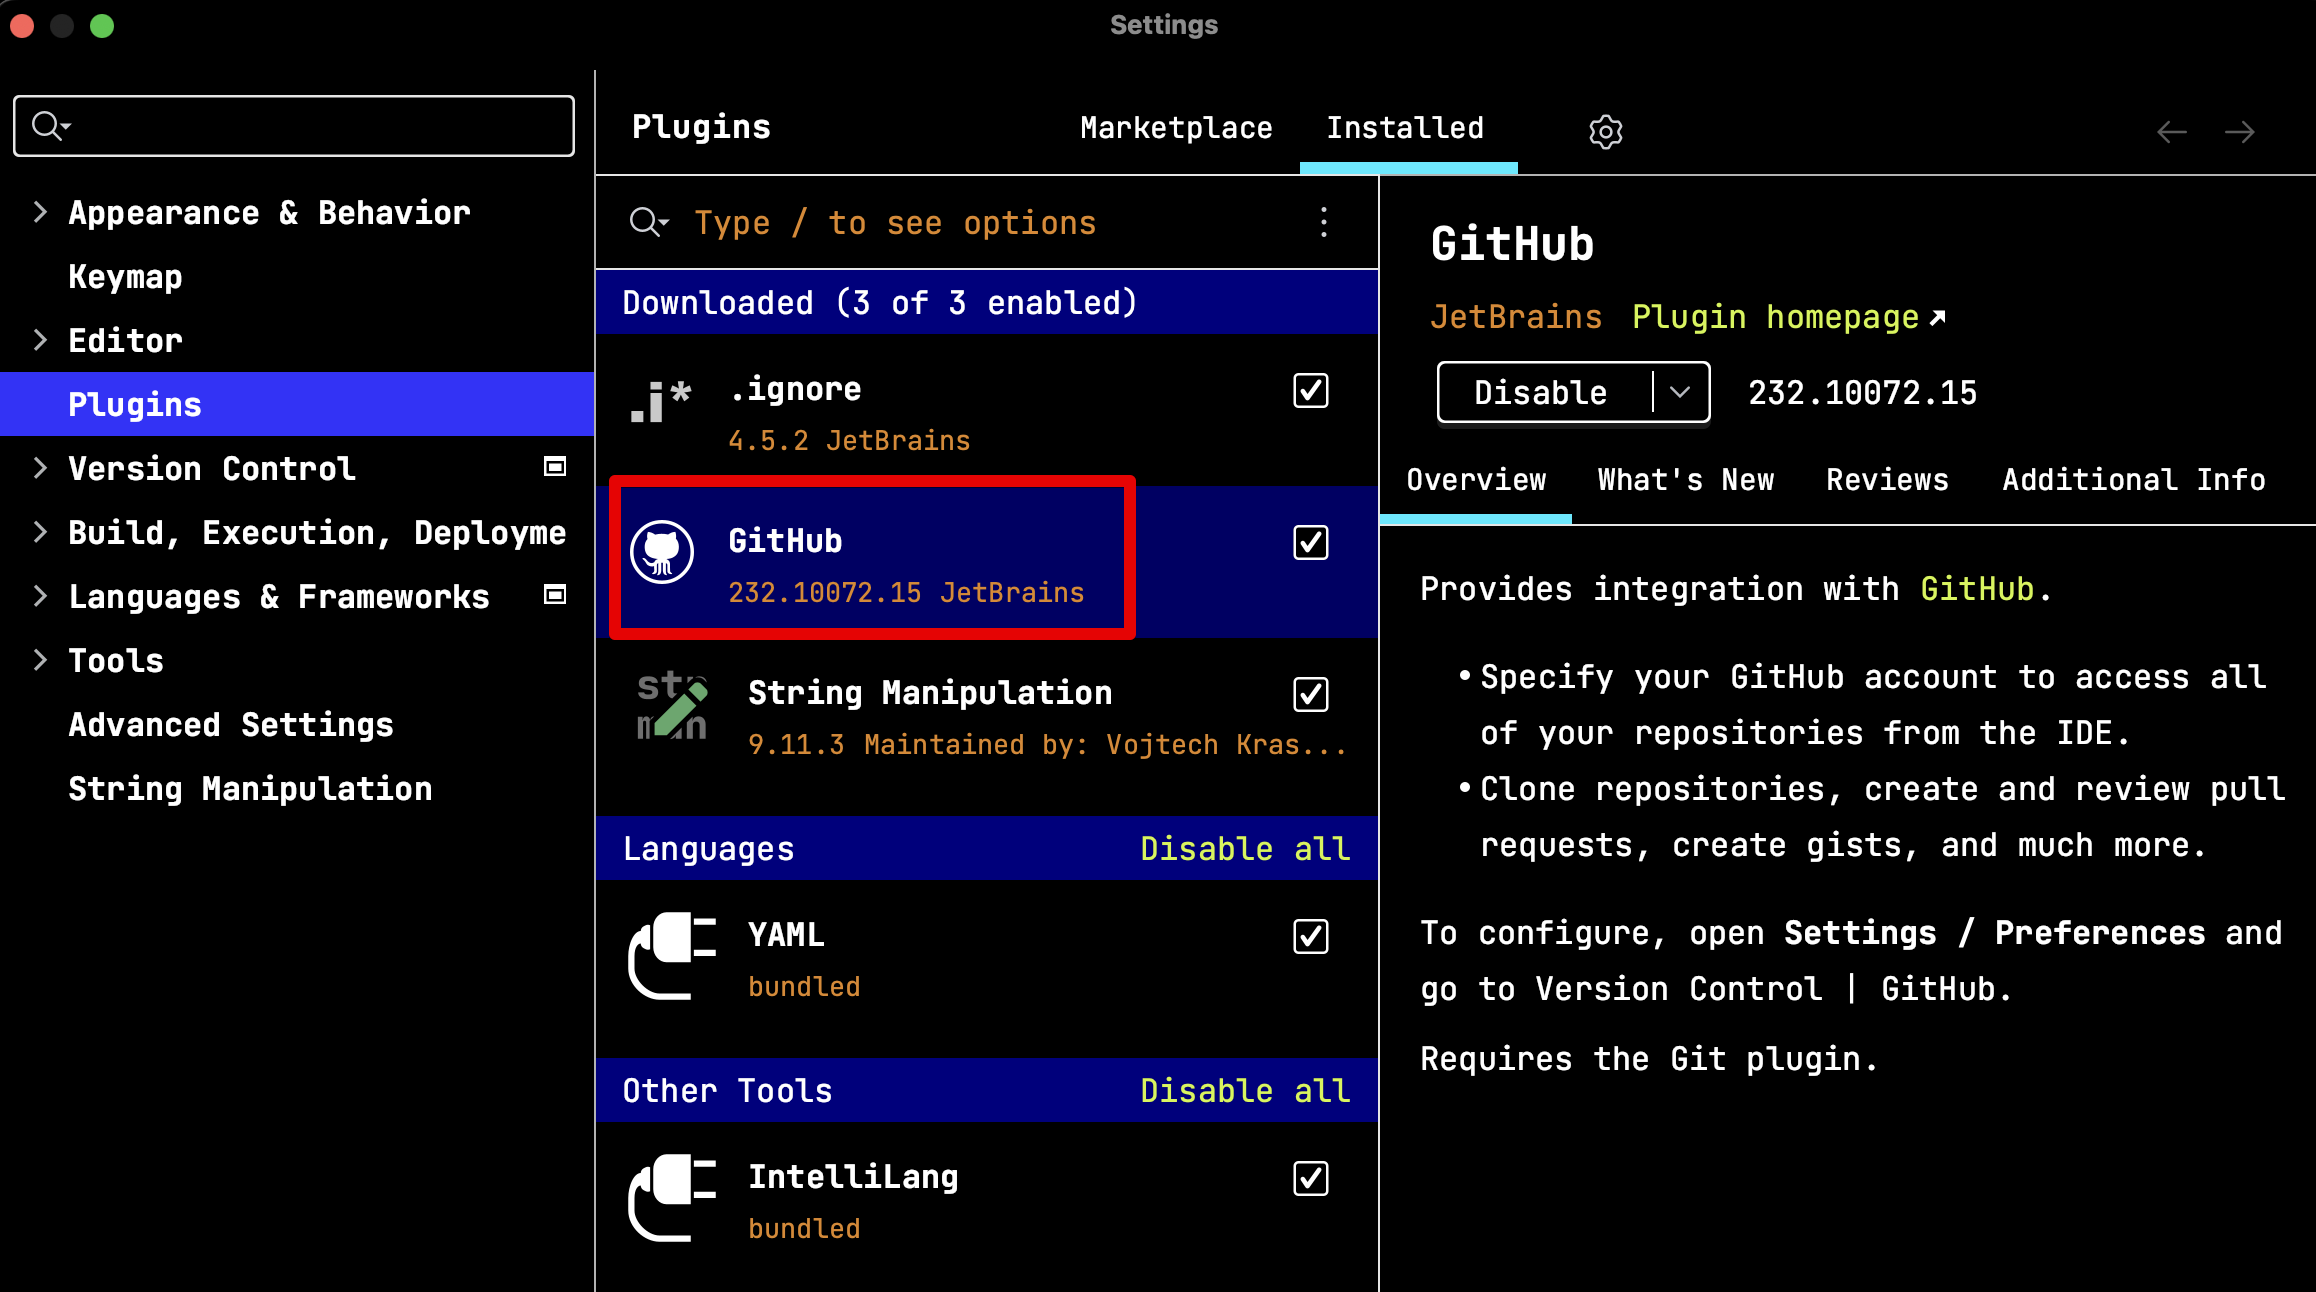 Settings
Appearance & Behavior
Keymap
Editor
Plugins
Version Control
Build, Execution, Deployme
Languages & Frameworks
Tools
Advanced Settings
String Manipulation
Plugins
Marketplace
Installed
Type / to see options
Downloaded (3 of 3 enabled)
.i*
.ignore
4.5.2 JetBrains
GitHub
232.10072.15 JetBrains
String Manipulation
9.11.3 Maintained by: Vojtech Kras...
Languages
Disable all
YAML
bundled
Other Tools
Disable all
IntelliLang
bundled
GitHub
JetBrains Plugin homepage
Disable
232.10072.15
Overview
What's New
Reviews
Additional Info
Provides integration with GitHub.
• Specify your GitHub account to access all
of your repositories from the IDE.
• Clone repositories, create and review pull
requests, create gists, and much more.
To configure, open Settings / Preferences and
go to Version Control | GitHub.
Requires the Git plugin.